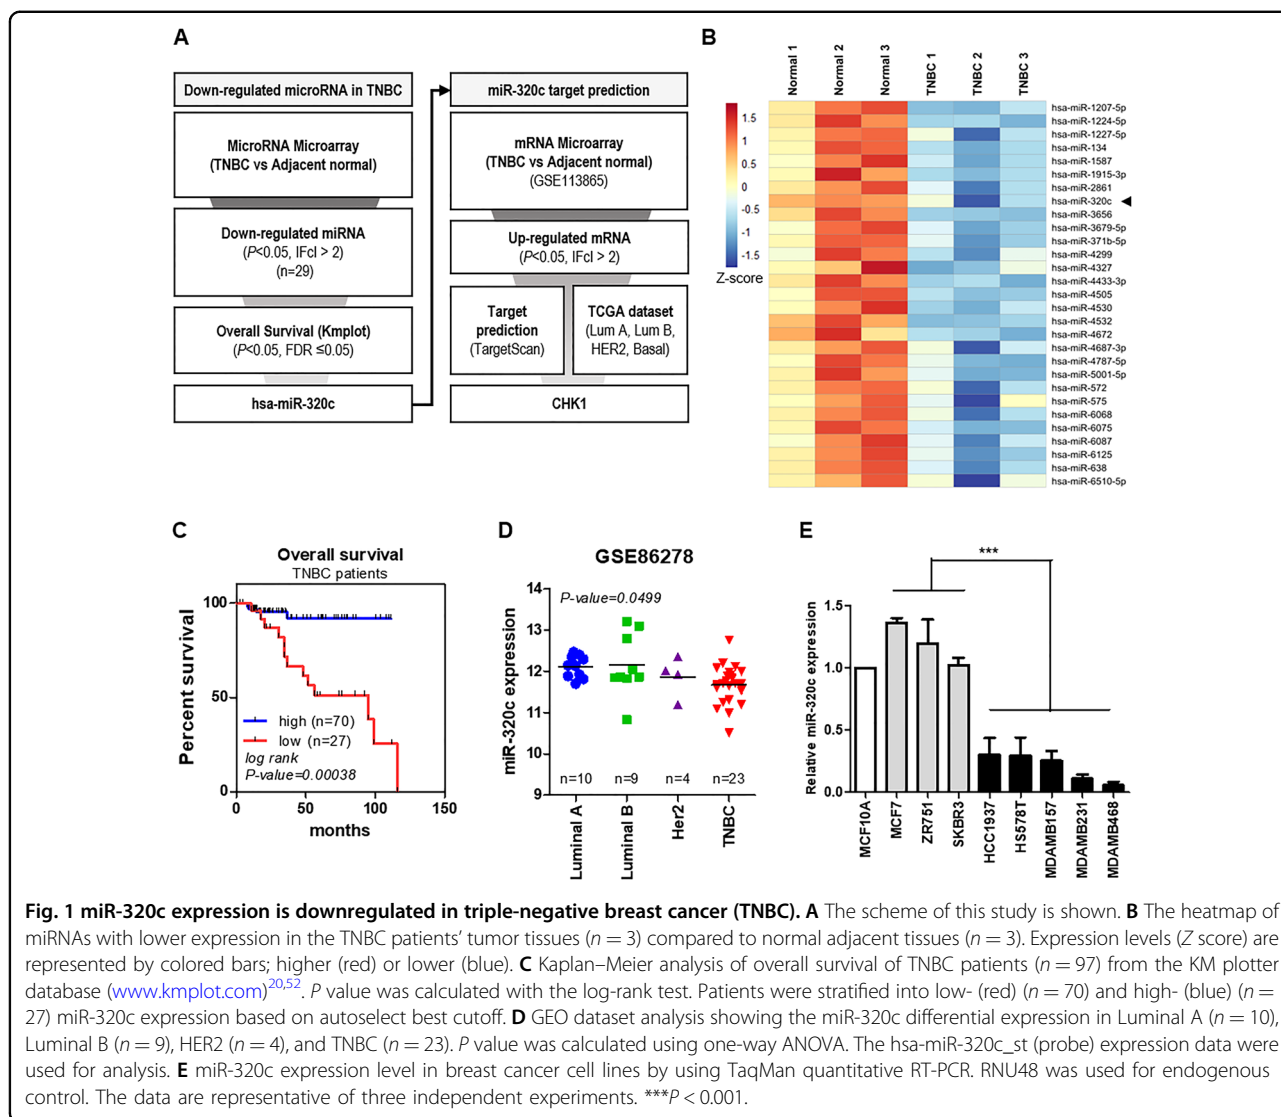 A
Down-regulated microRNA in TNBC
MicroRNA Microarray
(TNBC vs Adjacent normal)
Down-regulated miRNA
(P<0.05, IFcI > 2)
(n=29)
Overall Survival (Kmplot)
(P<0.05, FDR ≤0.05)
hsa-miR-320c
miR-320c target prediction
mRNA Microarray
(TNBC vs Adjacent normal)
(GSE113865)
Up-regulated mRNA
(P<0.05, IFcI > 2)
Target
prediction
(TargetScan)
TCGA dataset
(Lum A, Lum B,
HER2, Basal)
CHK1
B
Normal 1
Normal 2
Normal 3
TNBC 1
TNBC 2
TNBC 3
1.5
1
0.5
0
-0.5
-1
-1.5
Z-score
hsa-miR-1207-5p
hsa-miR-1224-5p
hsa-miR-1227-5p
hsa-miR-134
hsa-miR-1587
hsa-miR-1915-3p
hsa-miR-2861
hsa-miR-320c
hsa-miR-3656
hsa-miR-3679-5p
hsa-miR-371b-5p
hsa-miR-4299
hsa-miR-4327
hsa-miR-4433-3p
hsa-miR-4505
hsa-miR-4530
hsa-miR-4532
hsa-miR-4672
hsa-miR-4687-3p
hsa-miR-4787-5p
hsa-miR-5001-5p
hsa-miR-572
hsa-miR-575
hsa-miR-6068
hsa-miR-6075
hsa-miR-6087
hsa-miR-6125
hsa-miR-638
hsa-miR-6510-5p
C
Overall survival
TNBC patients
Percent survival
100
50
0
high (n=70)
low (n=27)
log rank
P-value=0.00038
0 50 100 150
months
D
GSE86278
miR-320c expression
14
13
12
11
10
9
P-value=0.0499
n=10 n=9 n=4 n=23
Luminal A
Luminal B
Her2
TNBC
E
***
Relative miR-320c expression
1.5
1.0
0.5
0.0
MCF10A
MCF7
ZR751
SKBR3
HCC1937
HS578T
MDAMB157
MDAMB231
MDAMB468
Fig. 1 miR-320c expression is downregulated in triple-negative breast cancer (TNBC). A The scheme of this study is shown. B The heatmap of
miRNAs with lower expression in the TNBC patients' tumor tissues (n = 3) compared to normal adjacent tissues (n = 3). Expression levels (Z score) are
represented by colored bars; higher (red) or lower (blue). C Kaplan–Meier analysis of overall survival of TNBC patients (n = 97) from the KM plotter
database (www.kmplot.com)20,52. P value was calculated with the log-rank test. Patients were stratified into low- (red) (n = 70) and high- (blue) (n =
27) miR-320c expression based on autoselect best cutoff. D GEO dataset analysis showing the miR-320c differential expression in Luminal A (n = 10),
Luminal B (n = 9), HER2 (n = 4), and TNBC (n = 23). P value was calculated using one-way ANOVA. The hsa-miR-320c_st (probe) expression data were
used for analysis. E miR-320c expression level in breast cancer cell lines by using TaqMan quantitative RT-PCR. RNU48 was used for endogenous
control. The data are representative of three independent experiments. ***P < 0.001.